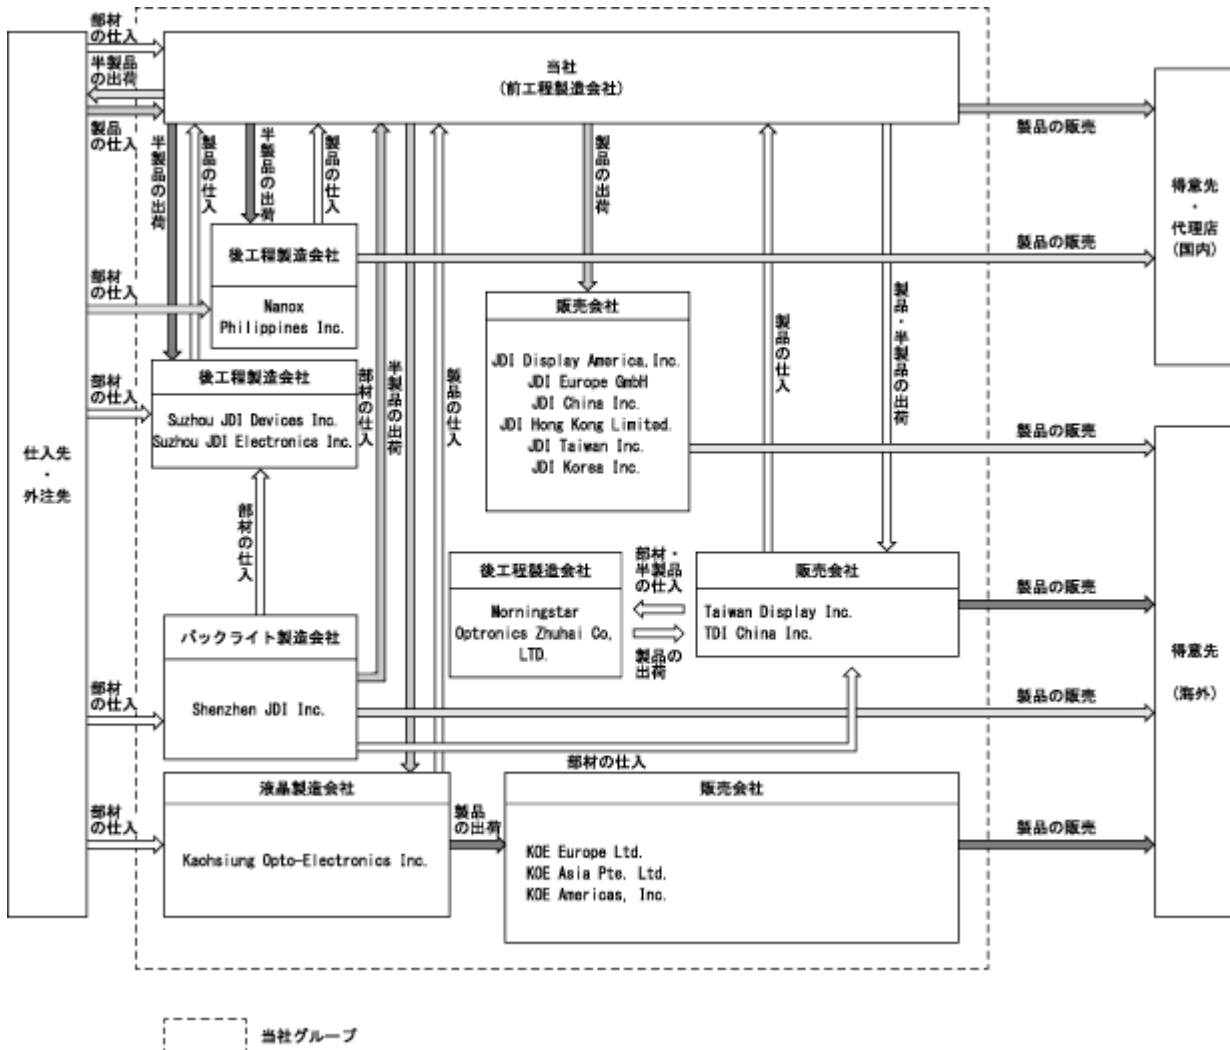 部材
の仕入
半製品
の出荷
製品
の仕入
当社
(前工程製造会社)
製品の販売
半製品の出荷
製品の仕入
半製品の出荷
製品の仕入
製品の出荷
得意先
・
代理店
(国内)
後工程製造会社
Nanox
Philippines Inc.
製品の販売
部材
の仕入
販売会社
JDI Display America,Inc.
JDI Europe GmbH
JDI China Inc.
JDI Hong Kong Limited.
JDI Taiwan Inc.
JDI Korea Inc.
製品の仕入
製品・半製品の出荷
後工程製造会社
Suzhou JDI Devices Inc.
Suzhou JDI Electronics Inc.
部材の仕入
半製品の出荷
製品の仕入
部材
の仕入
製品の販売
仕入先
・
外注先
部材の仕入
後工程製造会社
Morningstar
Optronics Zhuhai Co,
LTD.
部材・
半製品
の仕入
製品の
出荷
販売会社
Taiwan Display Inc.
TDI China Inc.
製品の販売
得意先
(海外)
バックライト製造会社
Shenzhen JDI Inc.
部材
の仕入
製品の販売
部材の仕入
液晶製造会社
Kaohsiung Opto-Electronics Inc.
部材
の仕入
製品
の出荷
販売会社
KOE Europe Ltd.
KOE Asia Pte. Ltd.
KOE Americas, Inc.
製品の販売
当社グループ